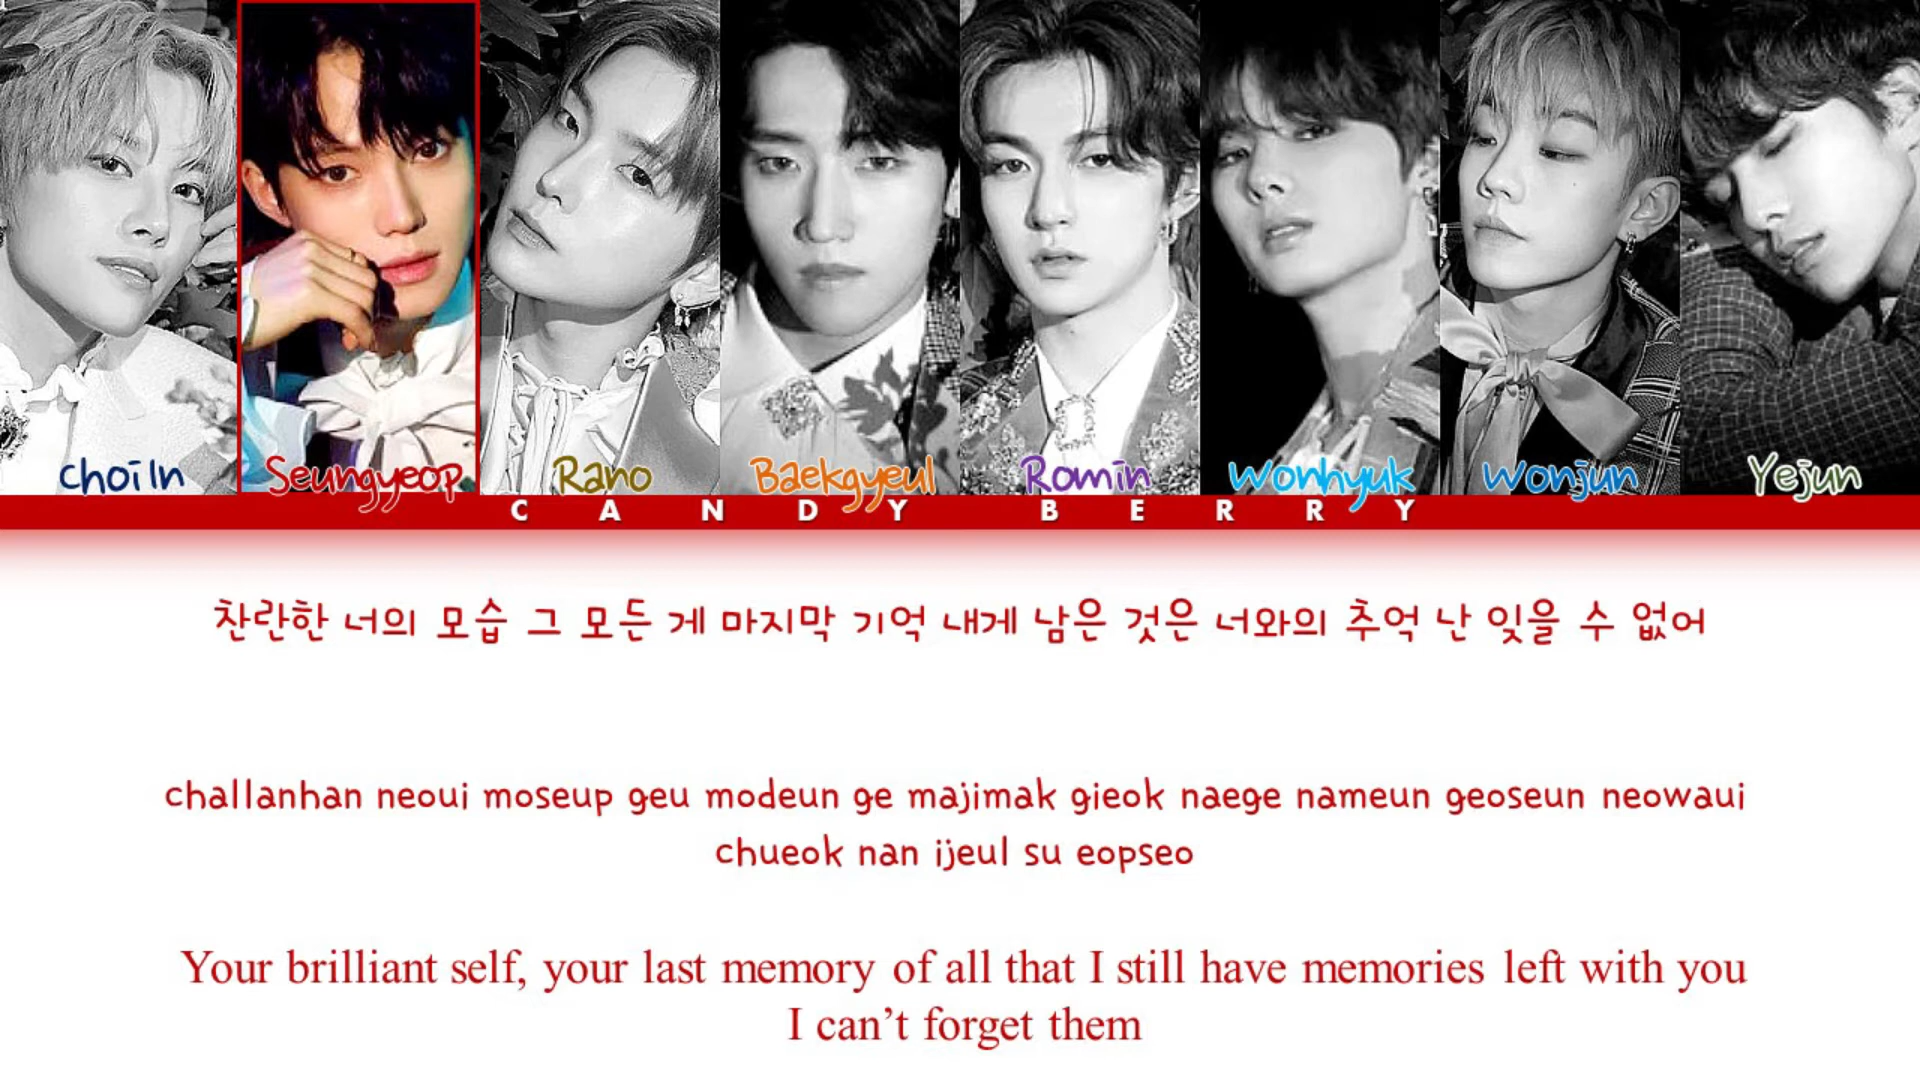 choiln
Seungyeop
Rano
Baekgyeul
Romin
Wonhyuk
Wonjun
Yejun
CANDY BERRY
찬란한 너의 모습 그 모든 게 마지막 기억 내게 남은 것은 너와의 추억 난 잊을 수 없어
challanhan neoui moseup geu modeun ge majimak gieok naege nameun geoseun neowaui
chueok nan ijeul su eopseo
Your brilliant self, your last memory of all that I still have memories left with you
I can't forget them